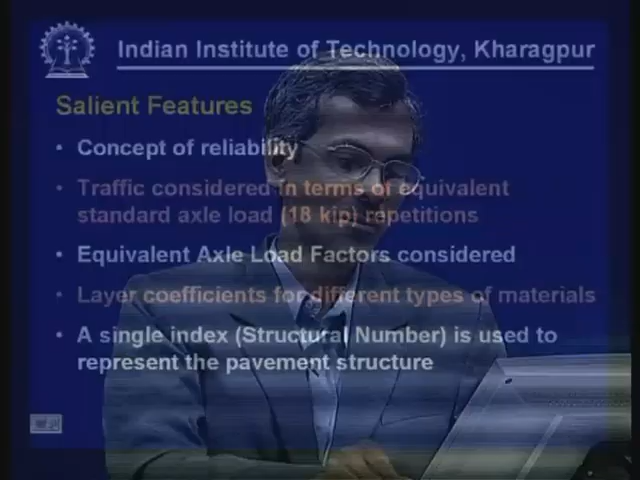 Indian Institute of Technology, Kharagpur
Salient Features
• Concept of reliability
• Traffic considered in terms of equivalent
standard axle load (18 kip) repetitions
• Equivalent Axle Load Factors considered
• Layer coefficients for different types of materials
• A single index (Structural Number) is used to
represent the pavement structure